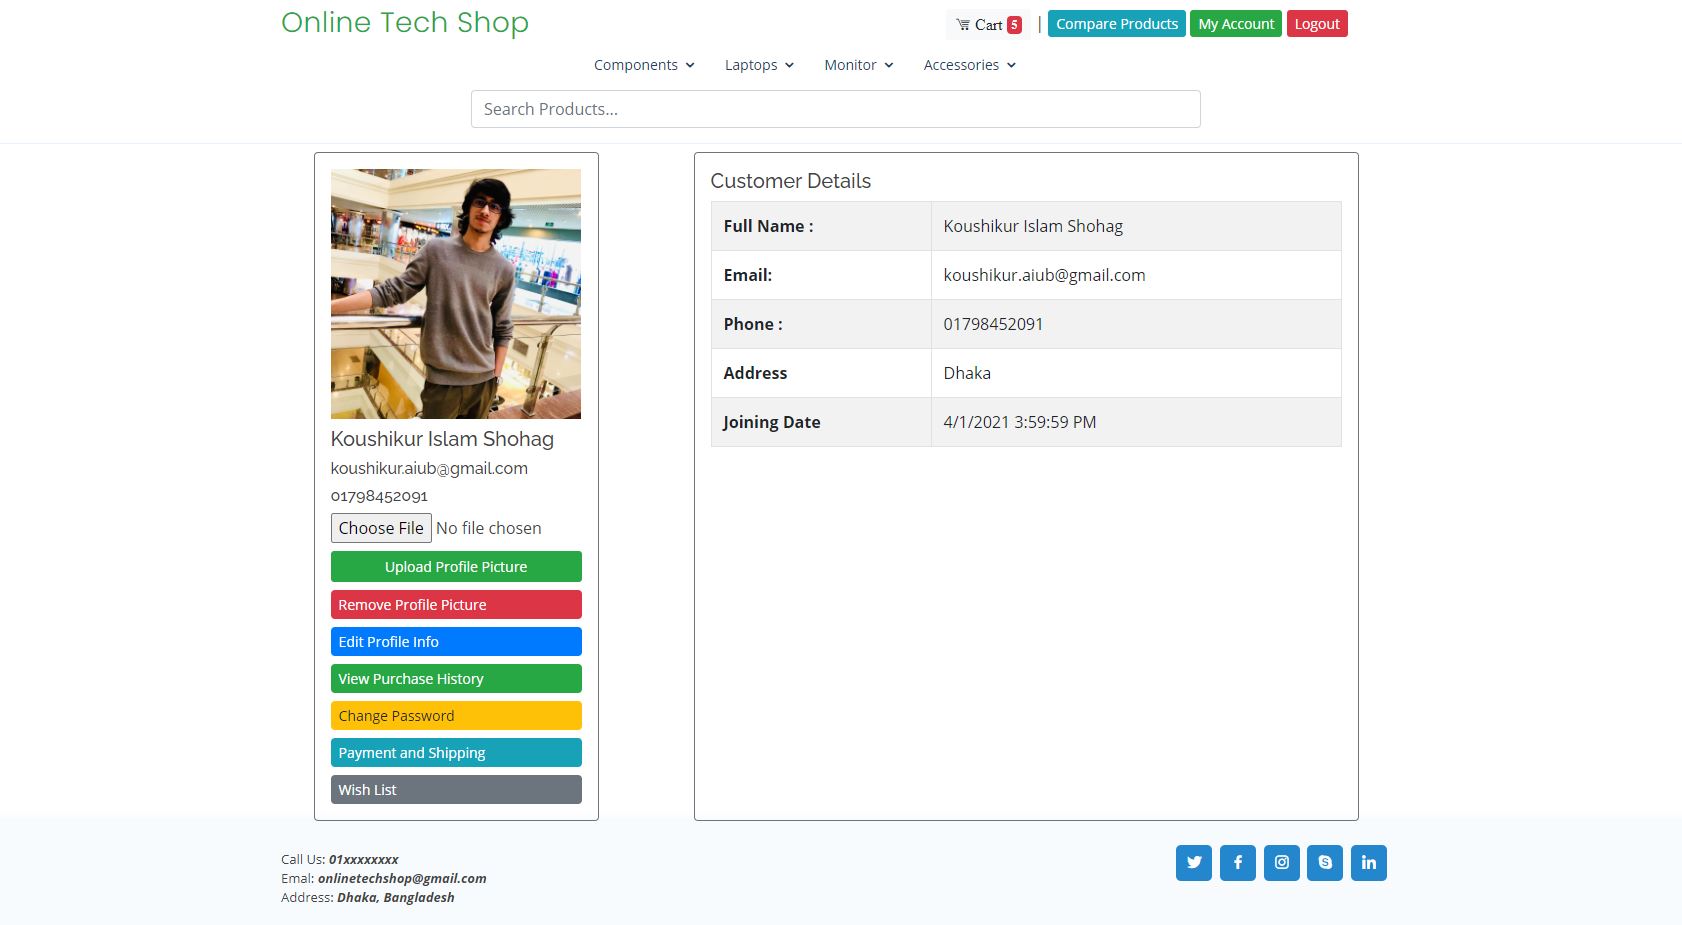 Online Tech Shop
Cart 5 | Compare Products My Account Logout
Components Laptops Monitor Accessories
Search Products...
Koushikur Islam Shohag
koushikur.aiub@gmail.com
01798452091
Choose File No file chosen
Upload Profile Picture
Remove Profile Picture
Edit Profile Info
View Purchase History
Change Password
Payment and Shipping
Wish List
Customer Details
Full Name : Koushikur Islam Shohag
Email: koushikur.aiub@gmail.com
Phone : 01798452091
Address Dhaka
Joining Date 4/1/2021 3:59:59 PM
Call Us: 01xxxxxxxx
Emal: onlinetechshop@gmail.com
Address: Dhaka, Bangladesh